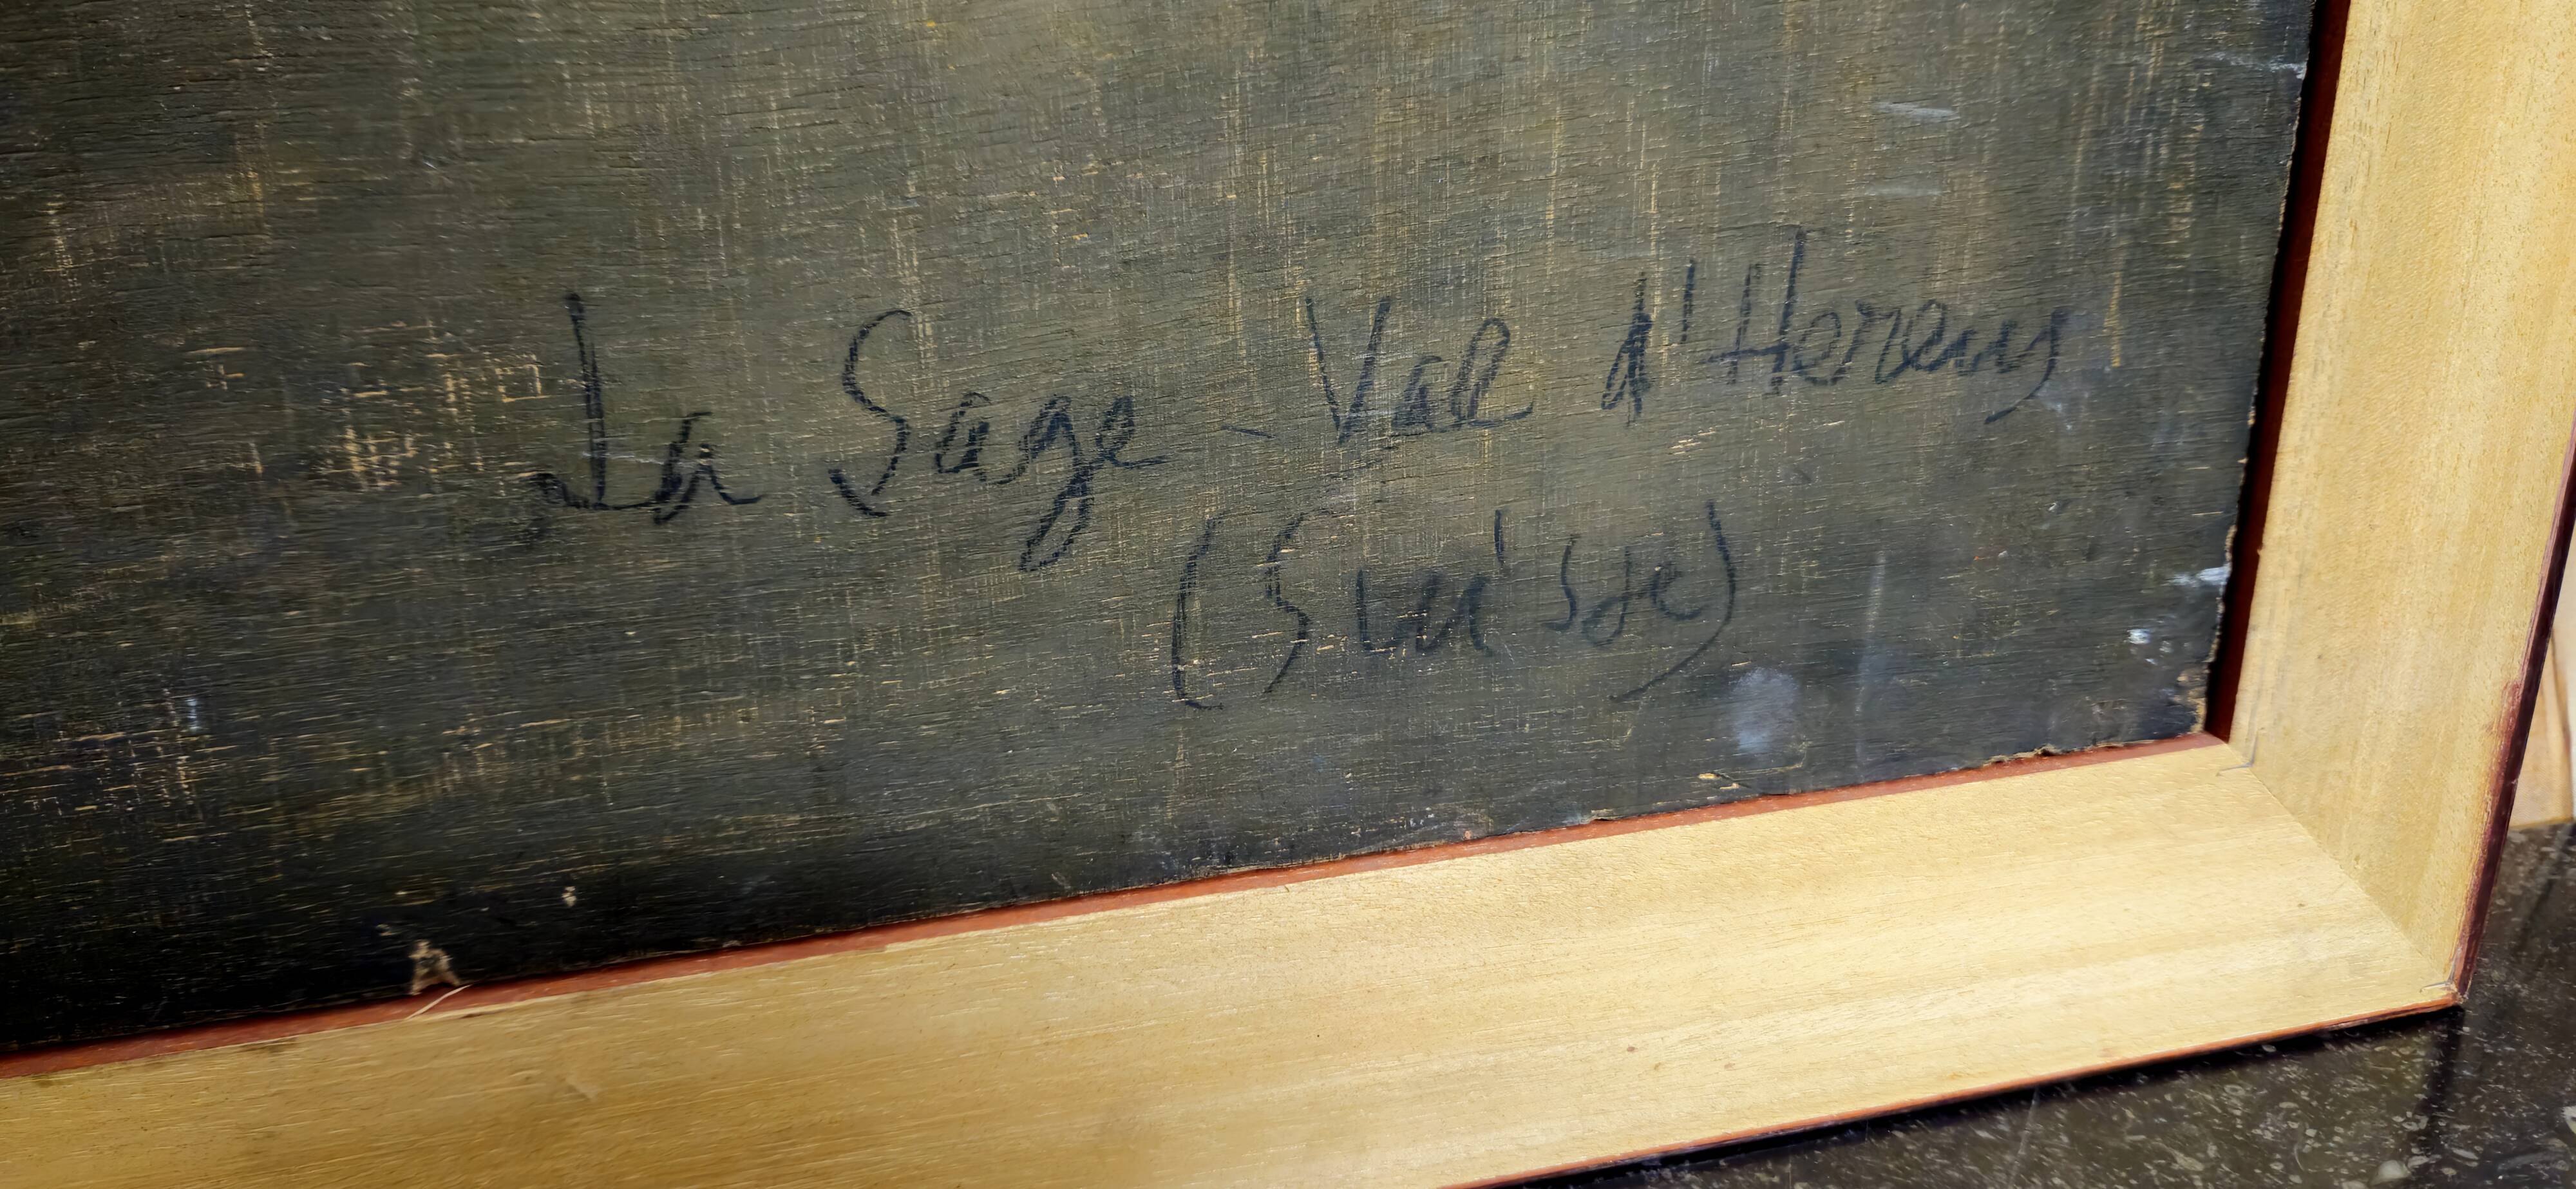 La Sage - Val d'Herens
(Suisse)